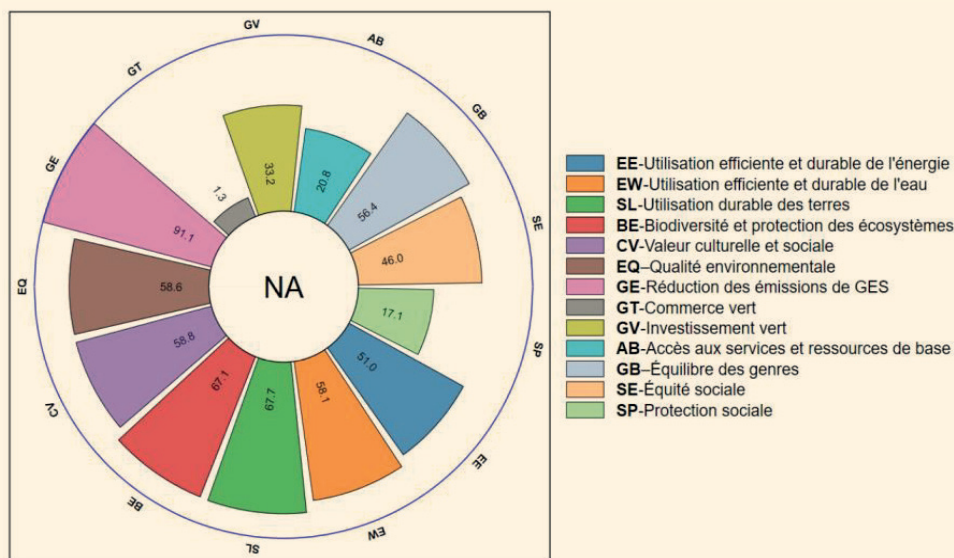 GV
AB
GT
GB
GE
SE
EQ
SP
CV
EE
BE
EW
SL
33.2
20.8
1.3
56.4
91.1
46.0
58.6
NA
17.1
58.8
51.0
67.1
58.1
67.7
EE-Utilisation efficiente et durable de l'énergie
EW-Utilisation efficiente et durable de l'eau
SL-Utilisation durable des terres
BE-Biodiversité et protection des écosystèmes
CV-Valeur culturelle et sociale
EQ–Qualité environnementale
GE-Réduction des émissions de GES
GT-Commerce vert
GV-Investissement vert
AB-Accès aux services et ressources de base
GB–Équilibre des genres
SE-Équité sociale
SP-Protection sociale